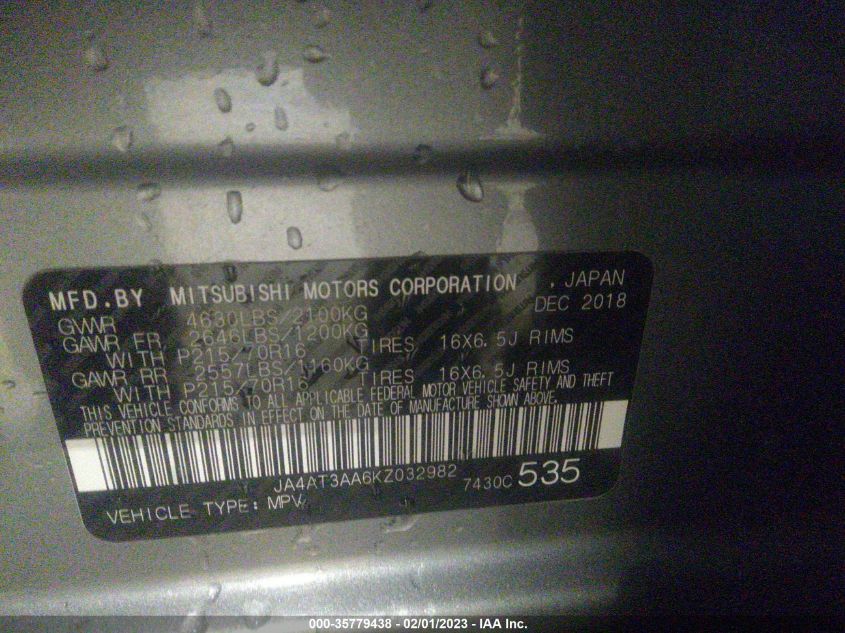 MFD.BY MITSUBISHI MOTORS CORPORATION , JAPAN
GVWR 4630LBS/2100KG DEC 2018
GAWR FR 2646LBS/1200KG
WITH P215/70R16 TIRES 16X6.5J RIMS
GAWR RR 2557LBS/1160KG
WITH P215/70R16 TIRES 16X6.5J RIMS
THIS VEHICLE CONFORMS TO ALL APPLICABLE FEDERAL MOTOR VEHICLE SAFETY AND THEFT
PREVENTION STANDARDS IN EFFECT ON THE DATE OF MANUFACTURE SHOWN ABOVE.
JA4AT3AA6KZ032982 7430C 535
VEHICLE TYPE: MPV
000-35779438 - 02/01/2023 - IAA Inc.